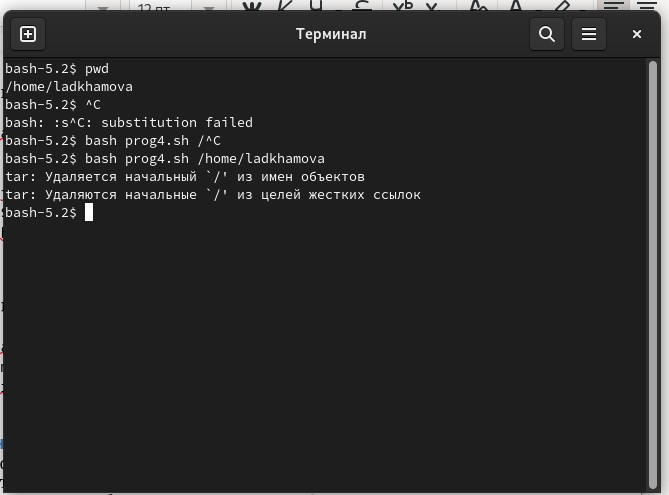 12 пт
Терминал
bash-5.2$ pwd
/home/ladkhamova
bash-5.2$ ^C
bash: :s^C: substitution failed
bash-5.2$ bash prog4.sh /^C
bash-5.2$ bash prog4.sh /home/ladkhamova
tar: Удаляется начальный `/' из имен объектов
tar: Удаляются начальные `/' из целей жестких ссылок
bash-5.2$